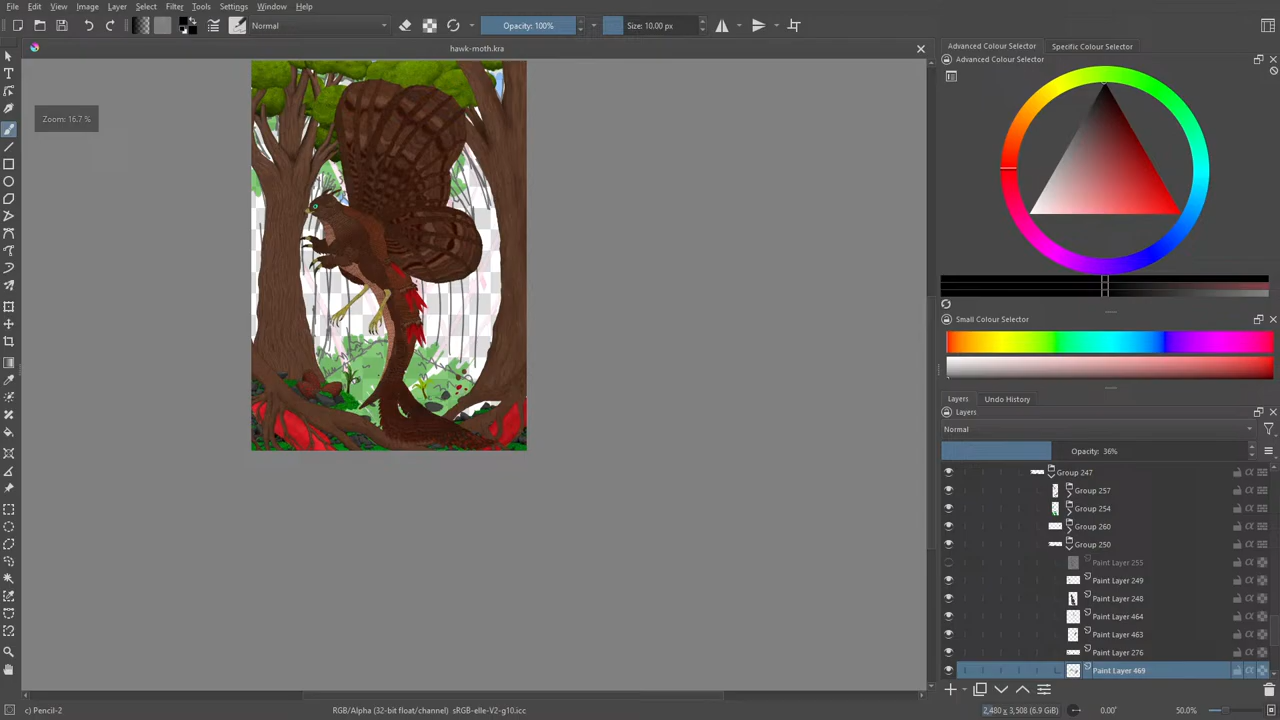 File Edit View Image Layer Select Filter Tools Settings Window Help
Normal Opacity: 100% Size: 10.00 px
hawk-moth.kra
Zoom: 16.7 %
Advanced Colour Selector Specific Colour Selector
Advanced Colour Selector
Small Colour Selector
Layers Undo History
Layers
Normal
Opacity: 36%
Group 247
Group 257
Group 254
Group 260
Group 250
Paint Layer 255
Paint Layer 249
Paint Layer 248
Paint Layer 464
Paint Layer 463
Paint Layer 276
Paint Layer 469
c) Pencil-2 RGB/Alpha (32-bit float/channel) sRGB-elle-V2-g10.icc 2,480 x 3,508 (6.9 GiB) 0.00° 50.0%